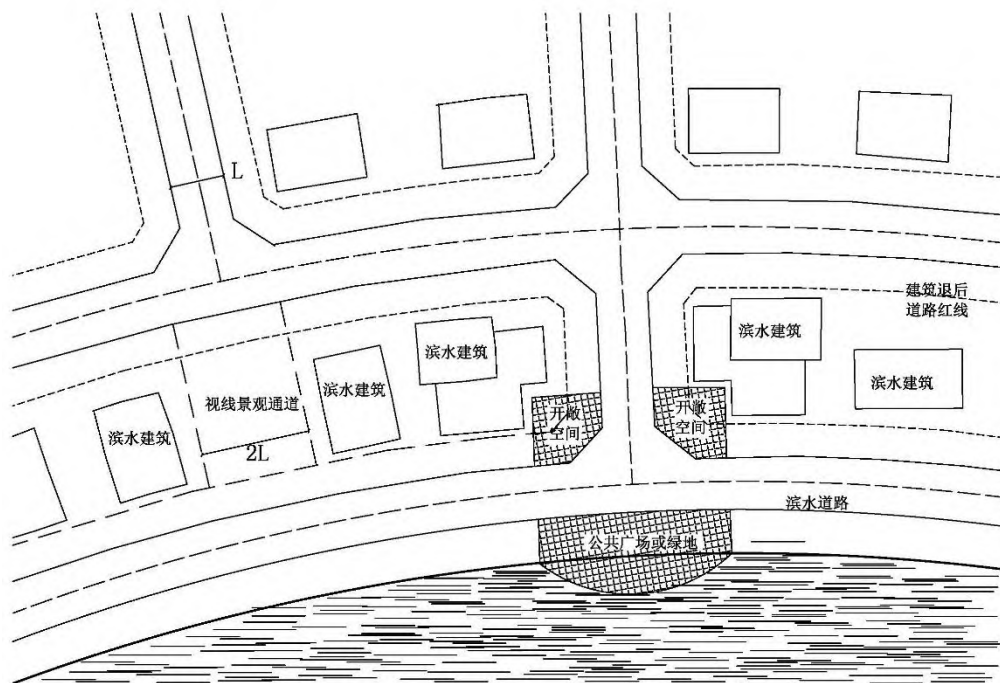 L
建筑退后
道路红线
滨水建筑
滨水建筑
滨水建筑
滨水建筑
视线景观通道
滨水建筑
2L
开敞
空间
开敞
空间
滨水道路
公共广场或绿地